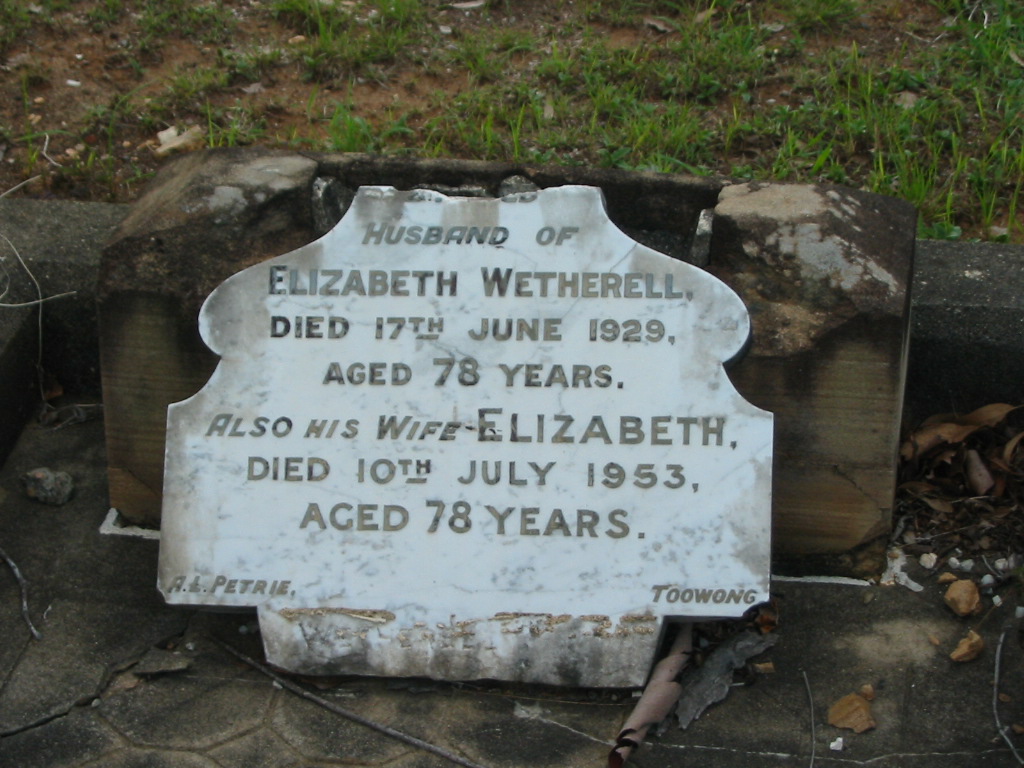 HUSBAND OF
ELIZABETH WETHERELL,
DIED 17TH JUNE 1929,
AGED 78 YEARS.
ALSO HIS WIFE ELIZABETH,
DIED 10TH JULY 1953,
AGED 78 YEARS.
A.L. PETRIE, TOOWONG